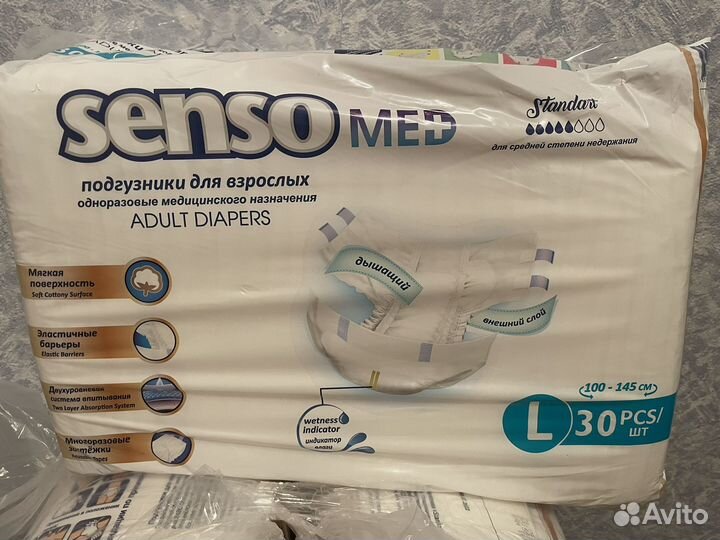 senso MED
Standart
для средней степени недержания
подгузники для взрослых
одноразовые медицинского назначения
ADULT DIAPERS
Мягкая
поверхность
Soft Cottony Surface
Эластичные
барьеры
Elastic Barriers
Двухуровневая
система впитывания
Two Layer Absorption System
Многоразовые
застёжки
Tapes
дышащий
внешний слой
wetness
indicator
индикатор
влаги
100 - 145 см
L 30 PCS/
ШТ
Avito